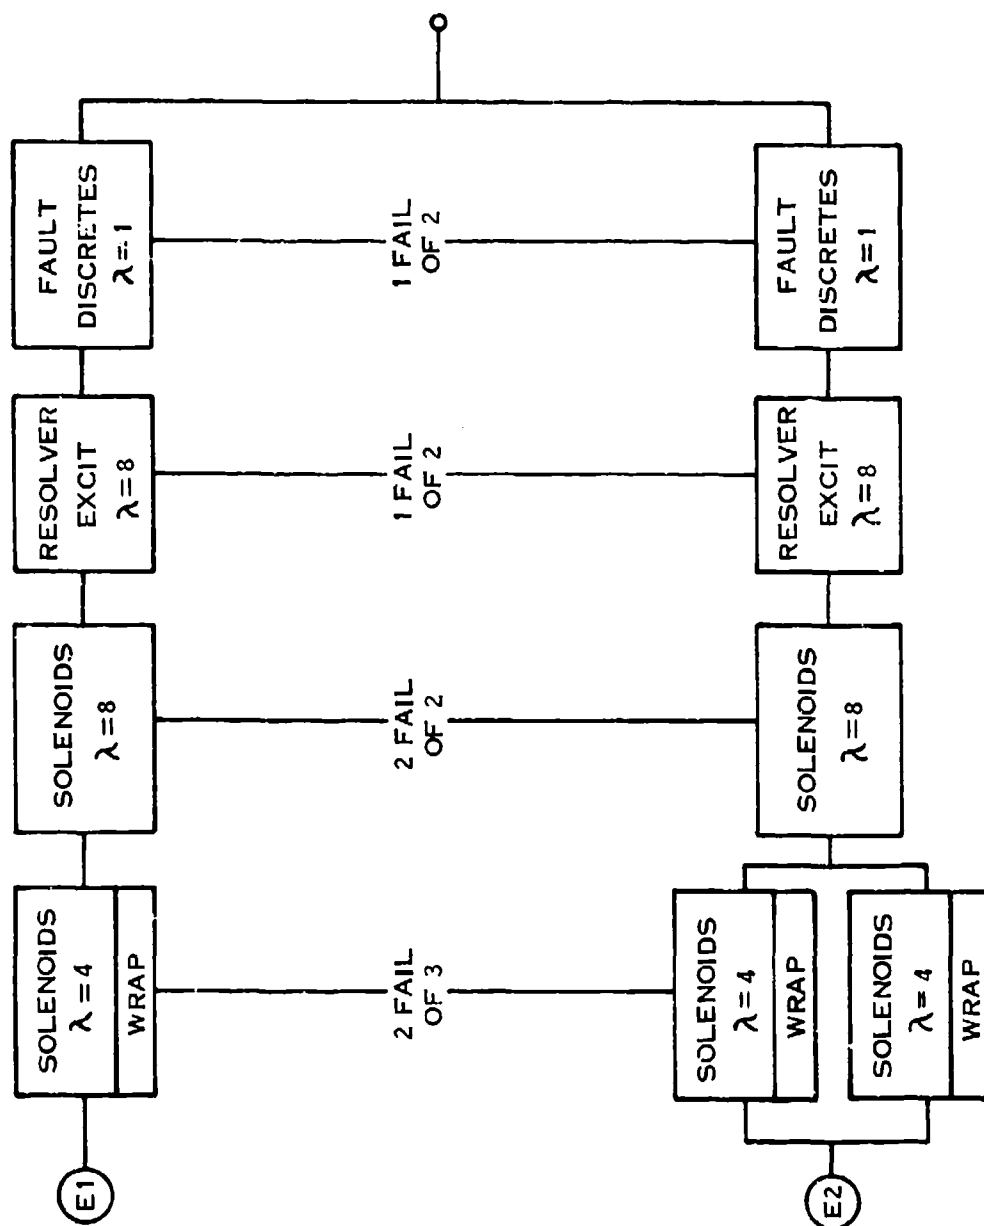 E1
SOLENOIDS
λ=4
WRAP
SOLENOIDS
λ=8
RESOLVER
EXCIT
λ=8
FAULT
DISCRETES
λ=1
2 FAIL
OF 3
2 FAIL
OF 2
1 FAIL
OF 2
1 FAIL
OF 2
E2
SOLENOIDS
λ=4
WRAP
SOLENOIDS
λ=4
WRAP
SOLENOIDS
λ=8
RESOLVER
EXCIT
λ=8
FAULT
DISCRETES
λ=1